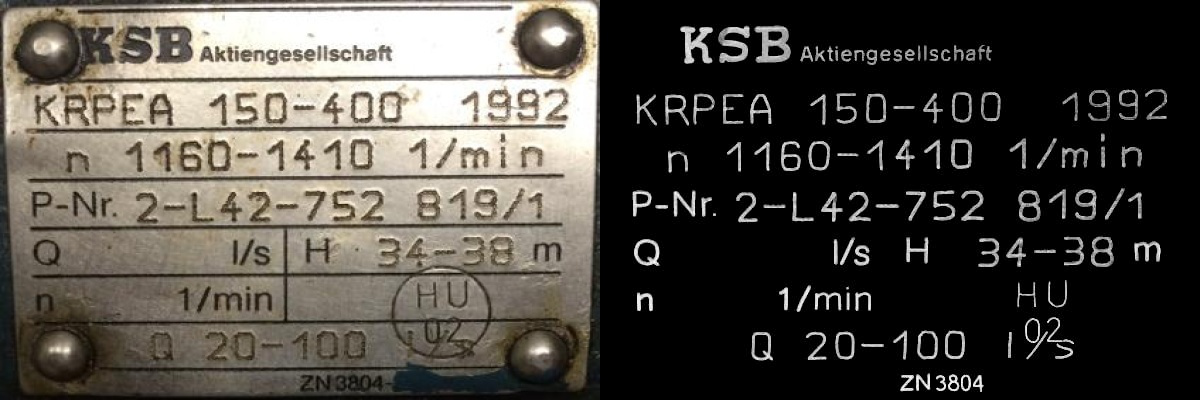 KSB Aktiengesellschaft
KRPEA 150-400 1992
n 1160-1410 1/min
P-Nr. 2-L42-752 819/1
Q l/s H 34-38 m
n 1/min HU
02
Q 20-100 l/s
ZN 3804-
KSB Aktiengesellschaft
KRPEA 150-400 1992
n 1160-1410 1/min
P-Nr. 2-L42-752 819/1
Q l/s H 34-38 m
n 1/min HU
02
Q 20-100 l/s
ZN 3804